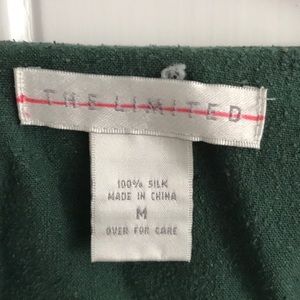 THE LIMITED
100% SILK
MADE IN CHINA
M
OVER FOR CARE